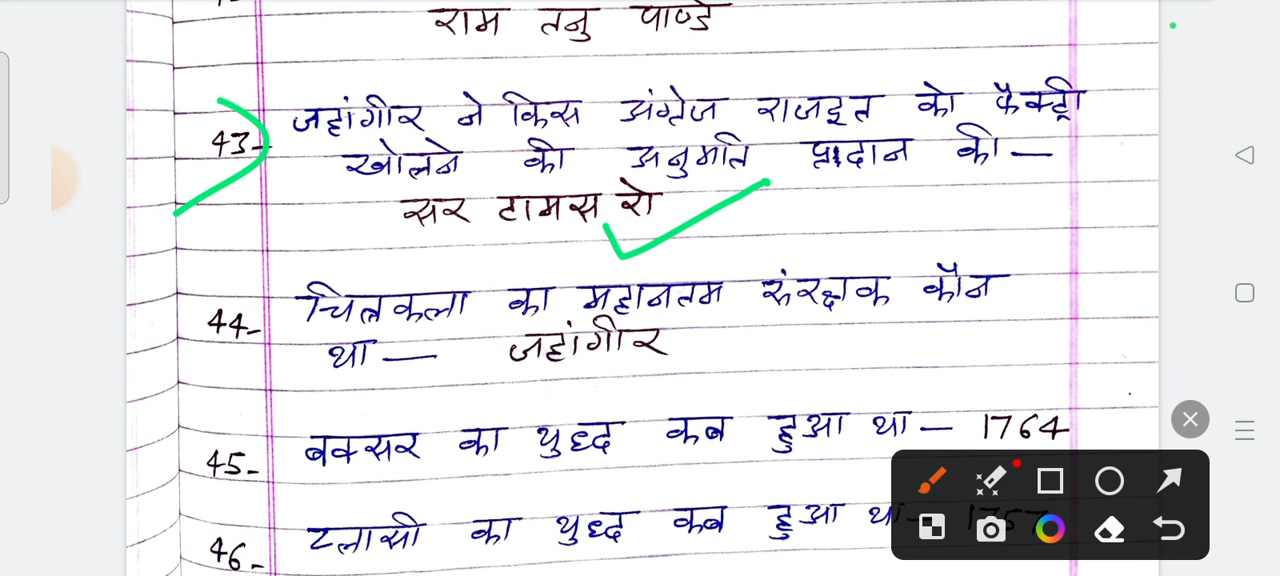 राम तनु पाण्डे
43- जहांगीर ने किस अंग्रेज राजदूत को फैक्ट्री
खोलने की अनुमति प्रदान की —
सर टामस रो
44- चित्रकला का महानतम संरक्षक कौन
था — जहांगीर
45- बक्सर का युध्द कब हुआ था — 1764
46- प्लासी का युध्द कब हुआ था - 1757